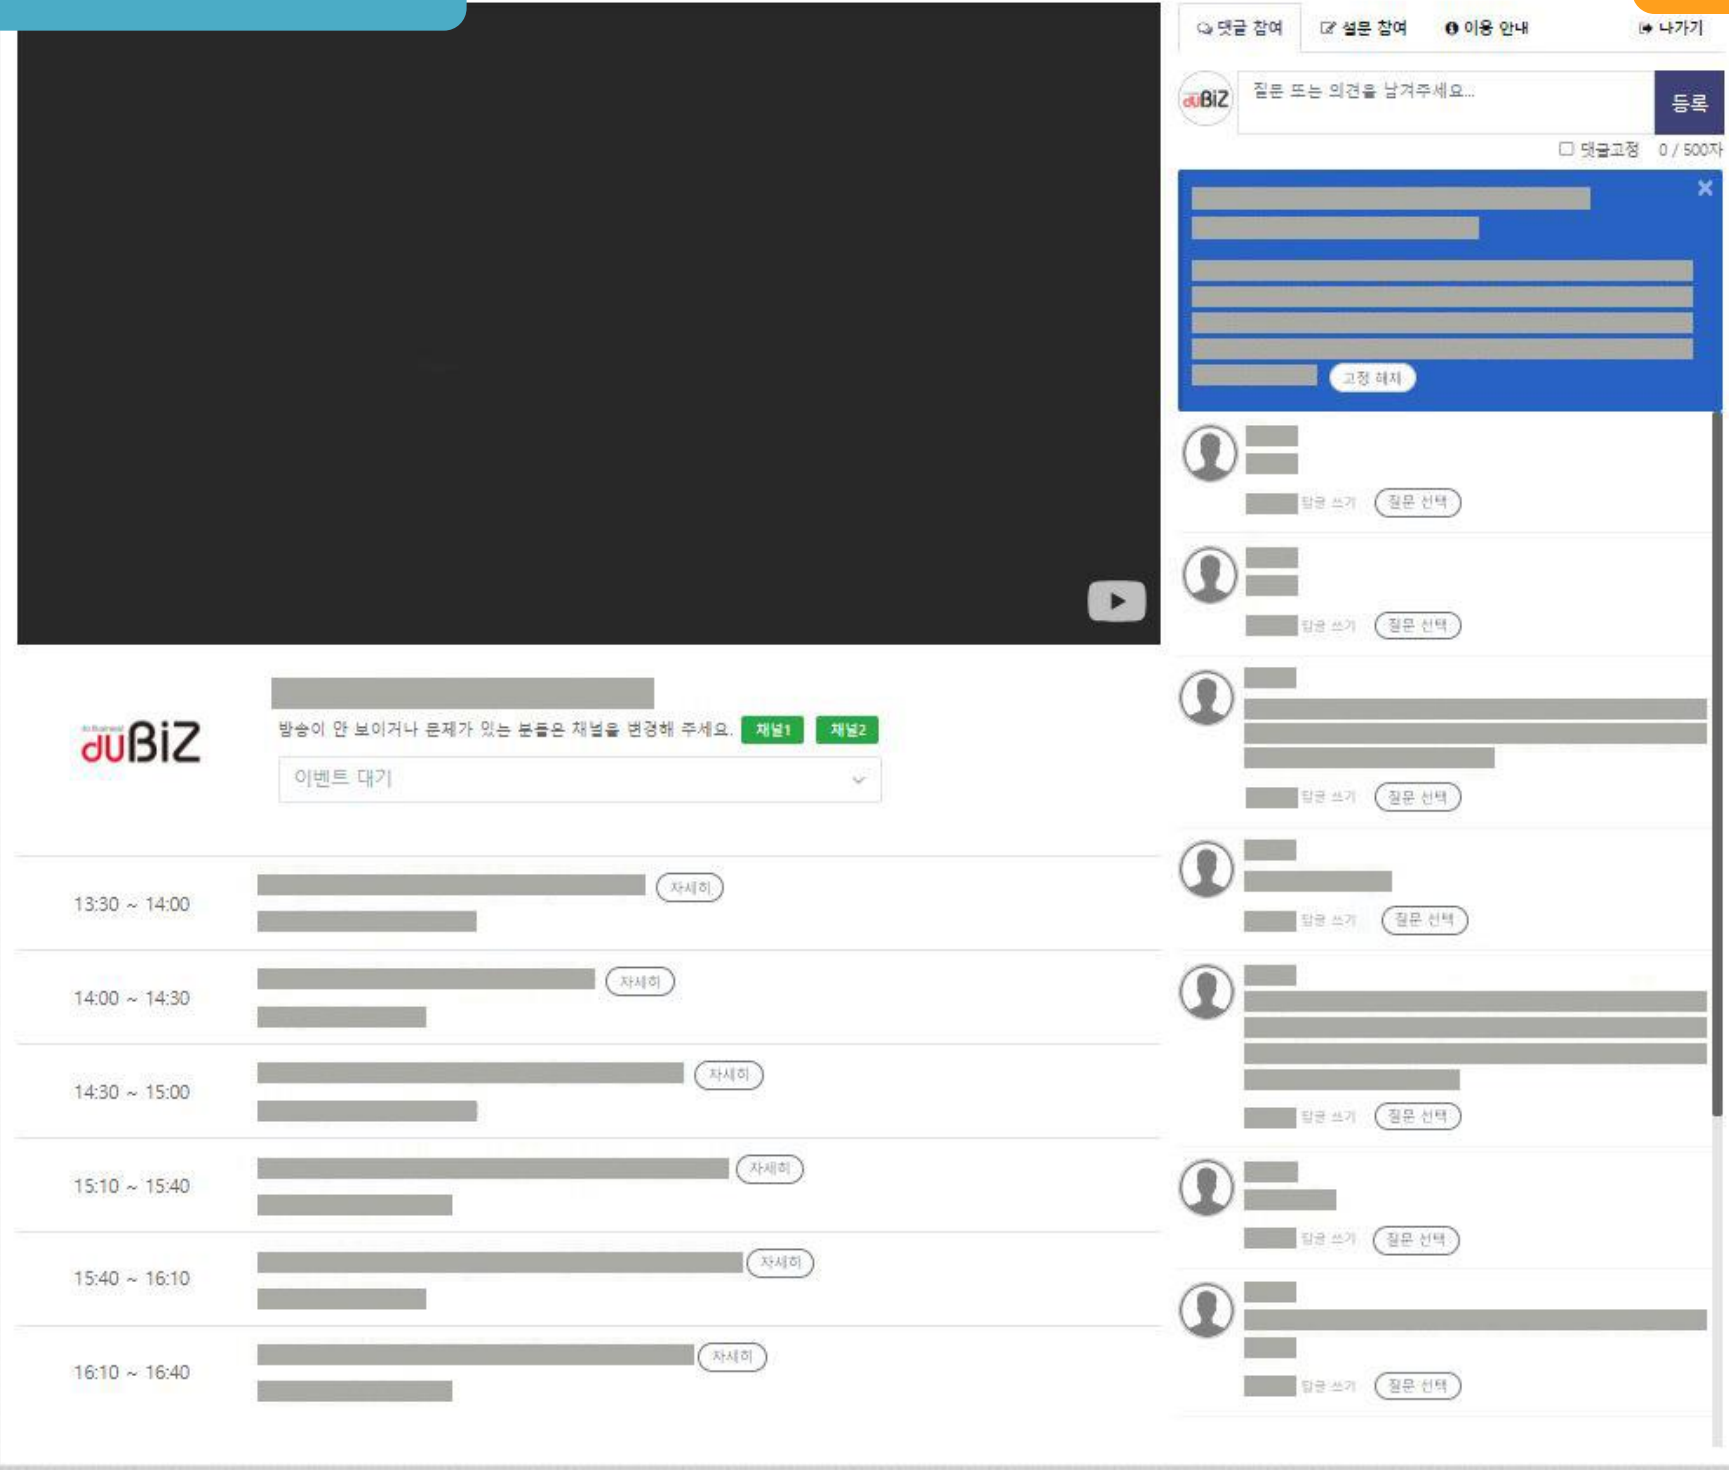 댓글 참여
설문 참여
이용 안내
나가기
duBiZ
질문 또는 의견을 남겨주세요...
등록
댓글고정 0 / 500자
고정 해제
답글 쓰기 질문 선택
답글 쓰기 질문 선택
답글 쓰기 질문 선택
답글 쓰기 질문 선택
답글 쓰기 질문 선택
답글 쓰기 질문 선택
답글 쓰기 질문 선택
duBiZ
방송이 안 보이거나 문제가 있는 분들은 채널을 변경해 주세요. 채널1 채널2
이벤트 대기
13:30 ~ 14:00 자세히
14:00 ~ 14:30 자세히
14:30 ~ 15:00 자세히
15:10 ~ 15:40 자세히
15:40 ~ 16:10 자세히
16:10 ~ 16:40 자세히